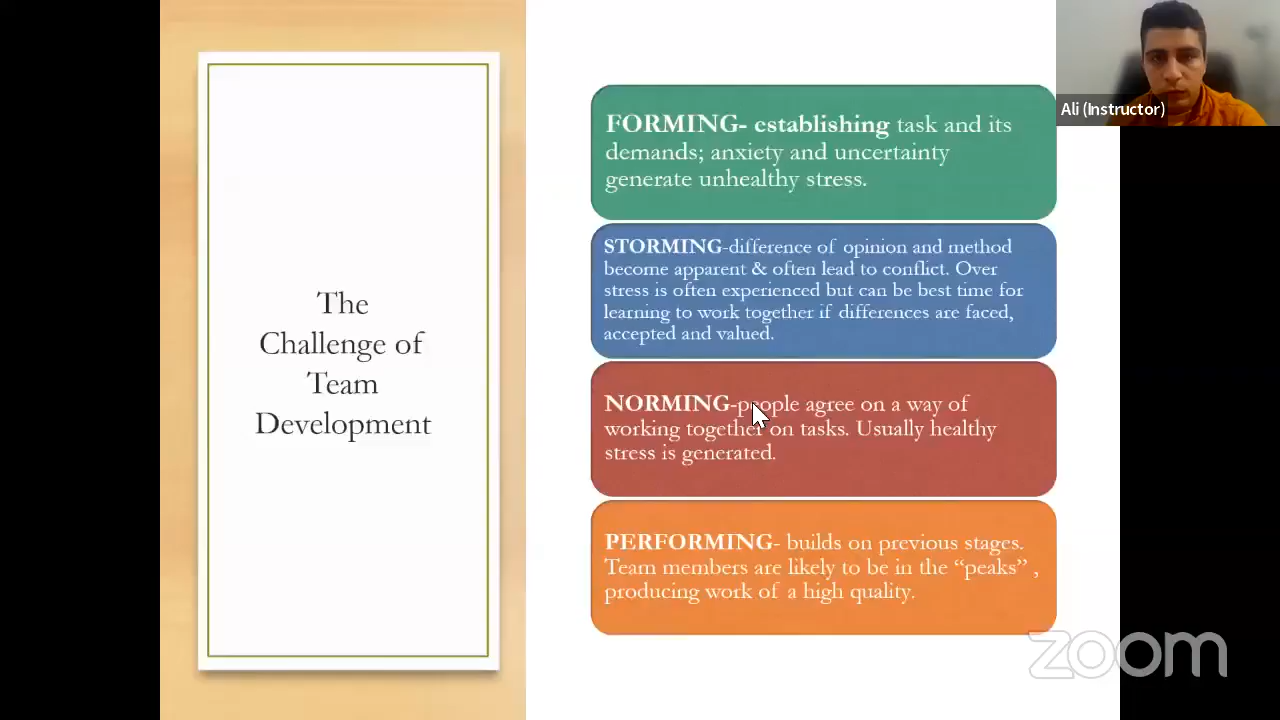 The
Challenge of
Team
Development
FORMING- establishing task and its
demands; anxiety and uncertainty
generate unhealthy stress.
STORMING-difference of opinion and method
become apparent & often lead to conflict. Over
stress is often experienced but can be best time for
learning to work together if differences are faced,
accepted and valued.
NORMING-people agree on a way of
working together on tasks. Usually healthy
stress is generated.
PERFORMING- builds on previous stages.
Team members are likely to be in the “peaks” ,
producing work of a high quality.
Ali (Instructor)
zoom